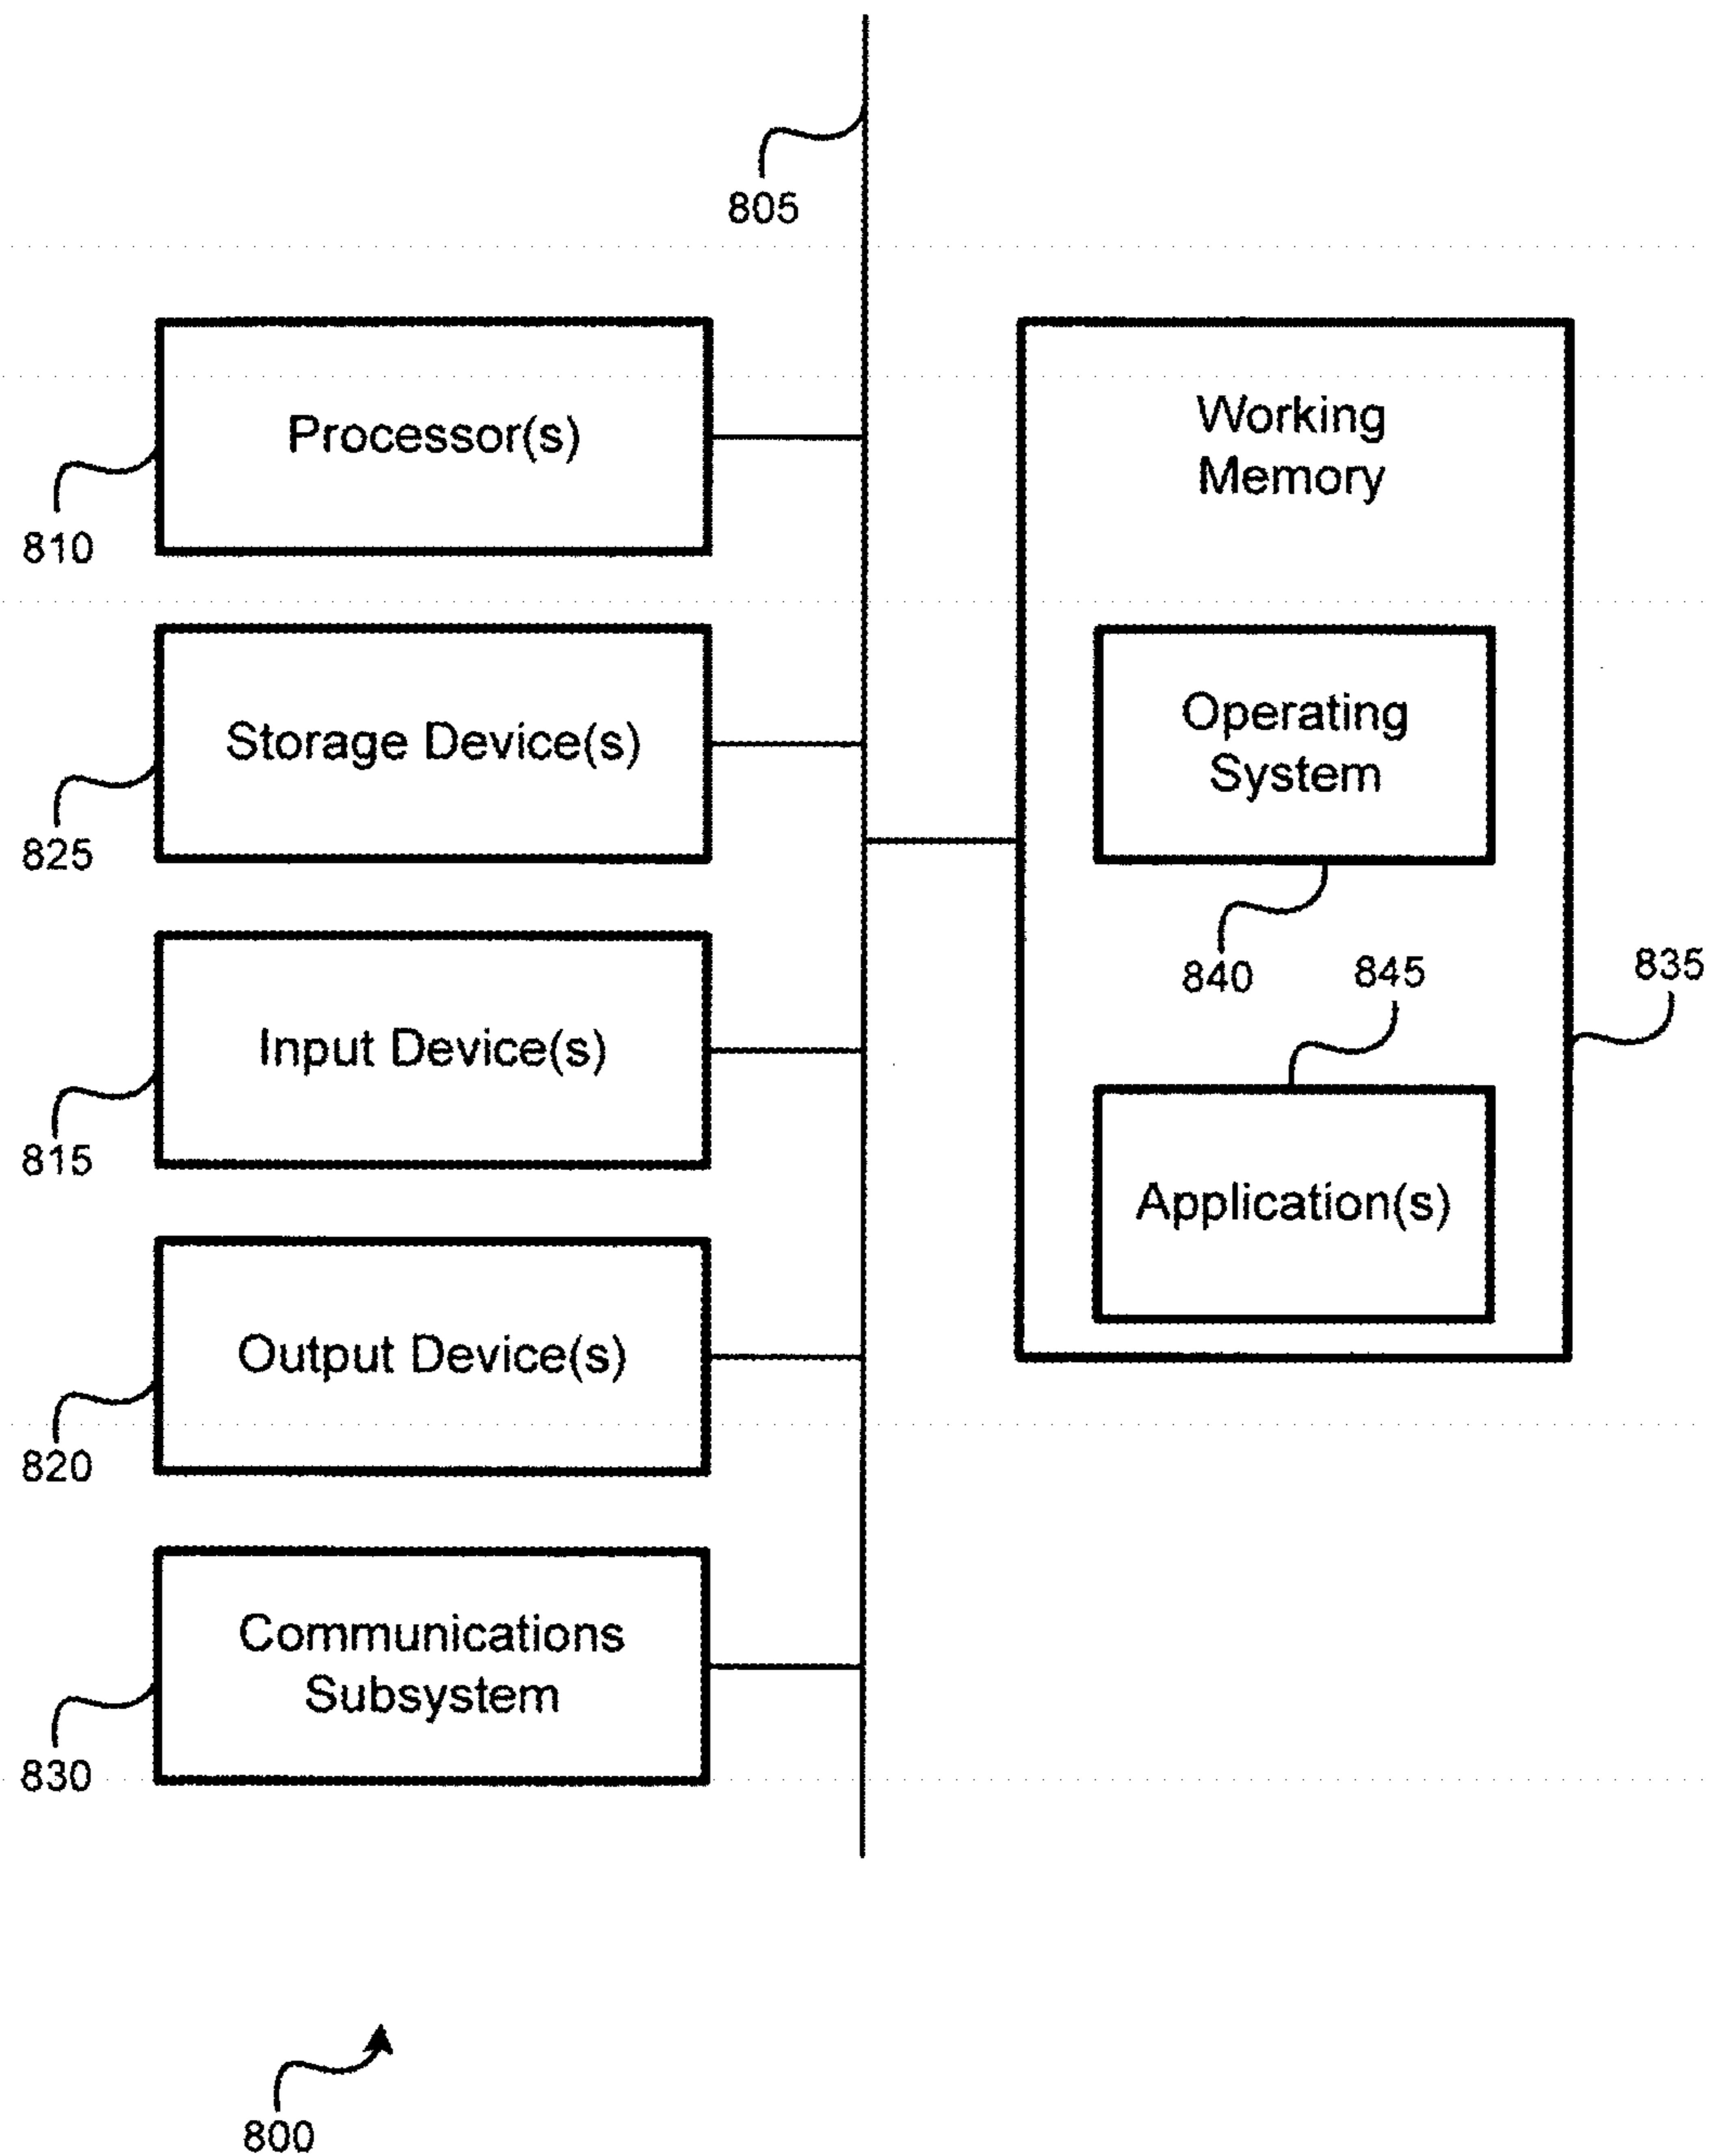 805
Processor(s)
810
Working
Memory
Storage Device(s)
825
Operating
System
840
Input Device(s)
815
845
835
Application(s)
Output Device(s)
820
Communications
Subsystem
830
800